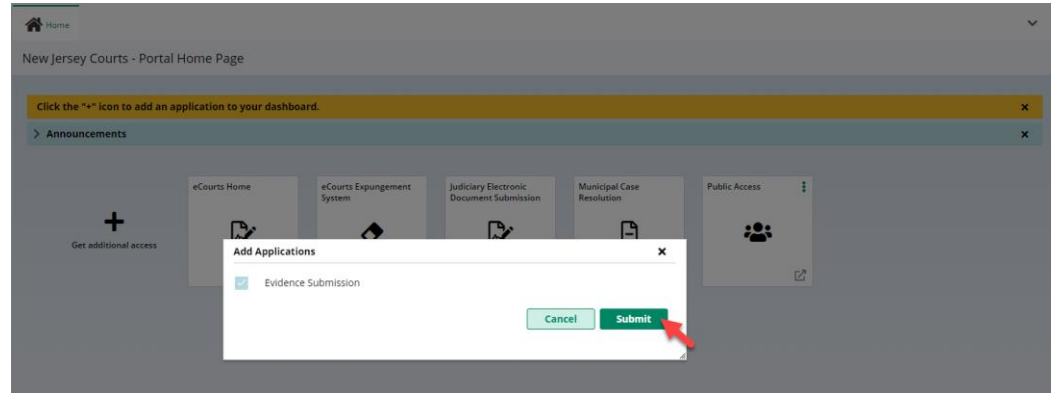 Home
New Jersey Courts - Portal Home Page
Click the "+" icon to add an application to your dashboard.
Announcements
Get additional access
eCourts Home
eCourts Expungement
System
Judiciary Electronic
Document Submission
Municipal Case
Resolution
Public Access
Add Applications
Evidence Submission
Cancel
Submit